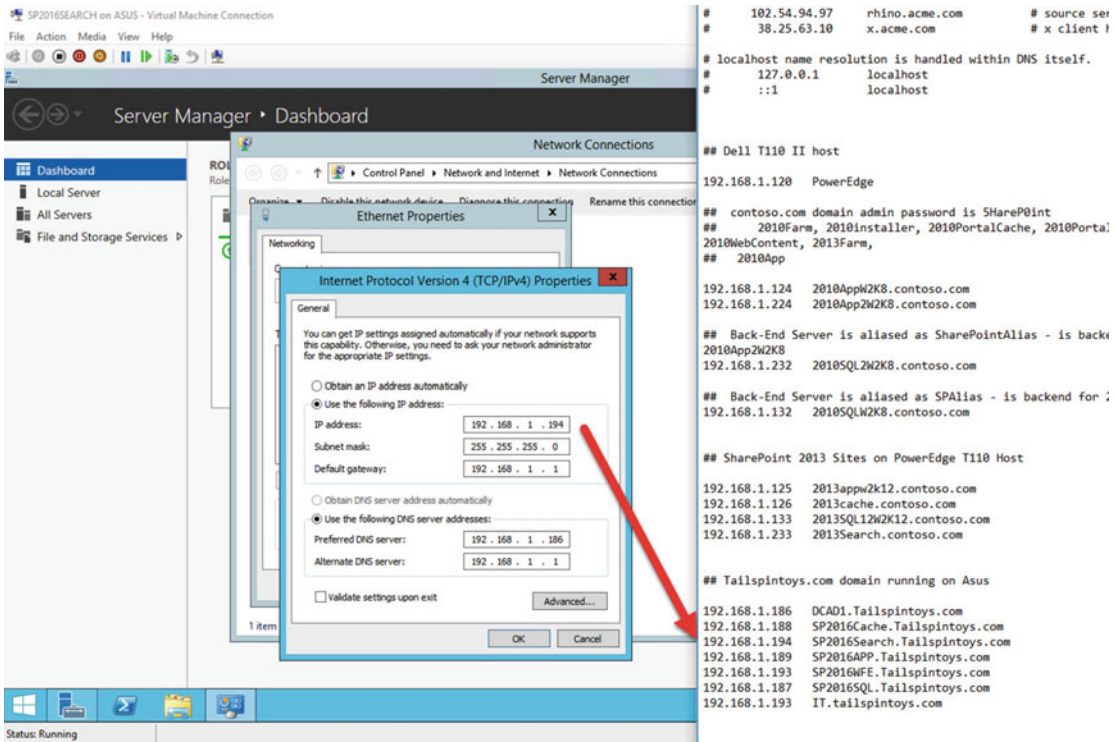 SP2016SEARCH on ASUS - Virtual Machine Connection
File Action Media View Help
Server Manager
Server Manager • Dashboard
Dashboard
Local Server
All Servers
File and Storage Services
Network Connections
Control Panel Network and Internet Network Connections
Organize Disable this network device Diagnose this connection Rename this connection
Ethernet Properties
Networking
Internet Protocol Version 4 (TCP/IPv4) Properties
General
You can get IP settings assigned automatically if your network supports
this capability. Otherwise, you need to ask your network administrator
for the appropriate IP settings.
Obtain an IP address automatically
Use the following IP address:
IP address: 192 . 168 . 1 . 194
Subnet mask: 255 . 255 . 255 . 0
Default gateway: 192 . 168 . 1 . 1
Obtain DNS server address automatically
Use the following DNS server addresses:
Preferred DNS server: 192 . 168 . 1 . 186
Alternate DNS server: 192 . 168 . 1 . 1
Validate settings upon exit
Advanced...
OK Cancel
1 item
Status: Running
# 102.54.94.97 rhino.acme.com # source
# 38.25.63.10 x.acme.com # x client
# localhost name resolution is handled within DNS itself.
# 127.0.0.1 localhost
# ::1 localhost
## Dell T110 II host
192.168.1.120 PowerEdge
## contoso.com domain admin password is 5HareP0int
## 2010Farm, 2010installer, 2010PortalCache,
2010WebContent, 2013Farm,
## 2010App
192.168.1.124 2010AppW2K8.contoso.com
192.168.1.224 2010App2W2K8.contoso.com
## Back-End Server is aliased as SharePointAlias - is
2010App2W2K8
192.168.1.232 2010SQL2W2K8.contoso.com
## Back-End Server is aliased as SPAlias - is backend for
192.168.1.132 2010SQLW2K8.contoso.com
## SharePoint 2013 Sites on PowerEdge T110 Host
192.168.1.125 2013appw2k12.contoso.com
192.168.1.126 2013cache.contoso.com
192.168.1.133 2013SQL12W2K12.contoso.com
192.168.1.233 2013Search.contoso.com
## Tailspintoys.com domain running on Asus
192.168.1.186 DCAD1.Tailspintoys.com
192.168.1.188 SP2016Cache.Tailspintoys.com
192.168.1.194 SP2016Search.Tailspintoys.com
192.168.1.189 SP2016APP.Tailspintoys.com
192.168.1.193 SP2016WFE.Tailspintoys.com
192.168.1.187 SP2016SQL.Tailspintoys.com
192.168.1.193 IT.tailspintoys.com